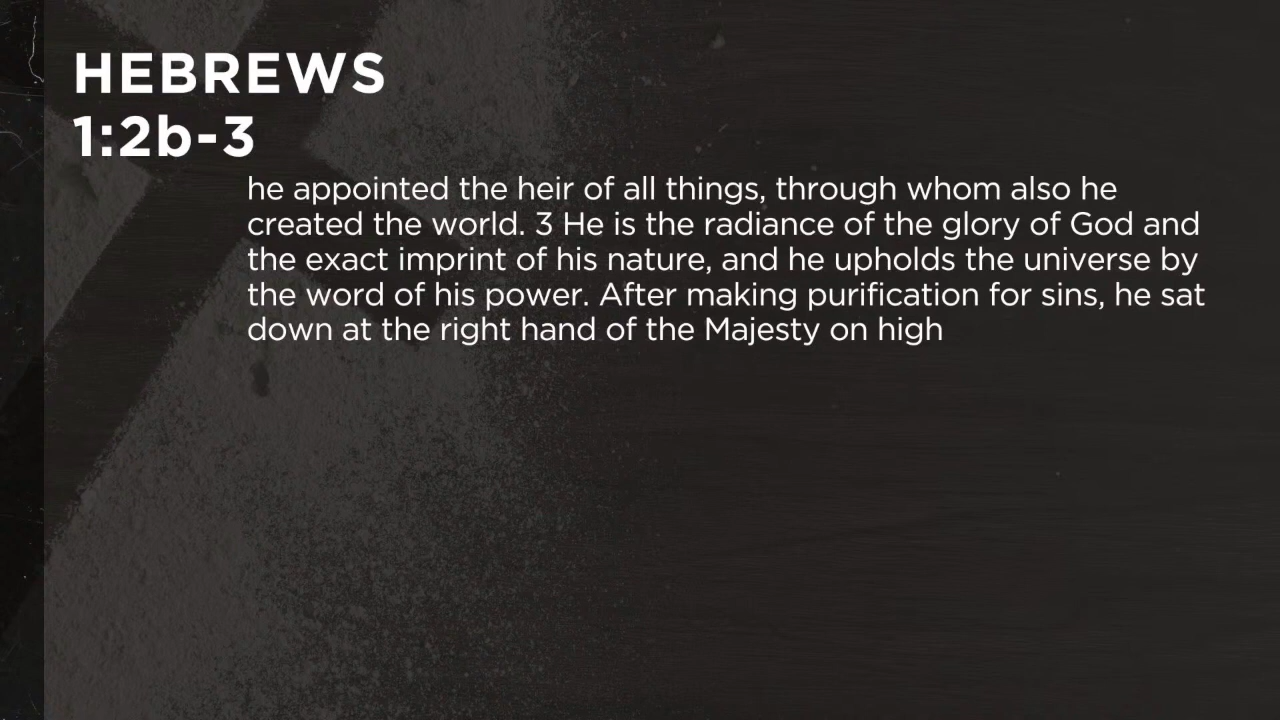 HEBREWS
1:2b-3
he appointed the heir of all things, through whom also he
created the world. 3 He is the radiance of the glory of God and
the exact imprint of his nature, and he upholds the universe by
the word of his power. After making purification for sins, he sat
down at the right hand of the Majesty on high